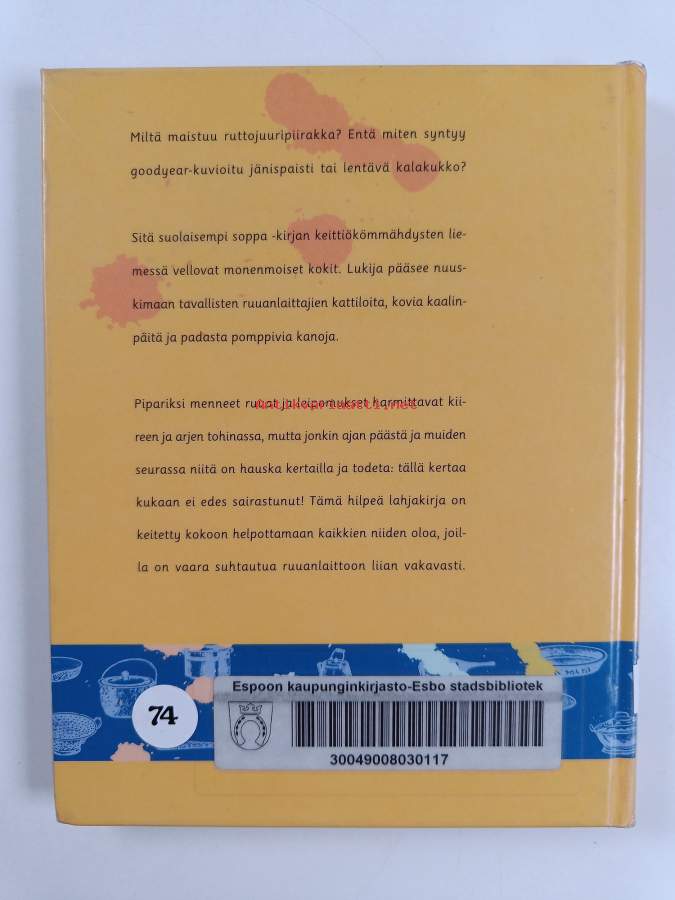 Miltä maistuu ruttojuuripiirakka? Entä miten syntyy
goodyear-kuvioitu jänispaisti tai lentävä kalakukko?
Sitä suolaisempi soppa -kirjan keittiökömmähdysten lie-
messä vellovat monenmoiset kokit. Lukija pääsee nuus-
kimaan tavallisten ruuanlaittajien kattiloita, kovia kaalin-
päitä ja padasta pomppivia kanoja.
Pipariksi menneet ruuat ja leipomukset harmittavat kii-
Antikvariaatti.net
reen ja arjen tohinassa, mutta jonkin ajan päästä ja muiden
seurassa niitä on hauska kertailla ja todeta: tällä kertaa
kukaan ei edes sairastunut! Tämä hilpeä lahjakirja on
keitetty kokoon helpottamaan kaikkien niiden oloa, joil-
la on vaara suhtautua ruuanlaittoon liian vakavasti.
Espoon kaupunginkirjasto-Esbo stadsbibliotek
74
30049008030117